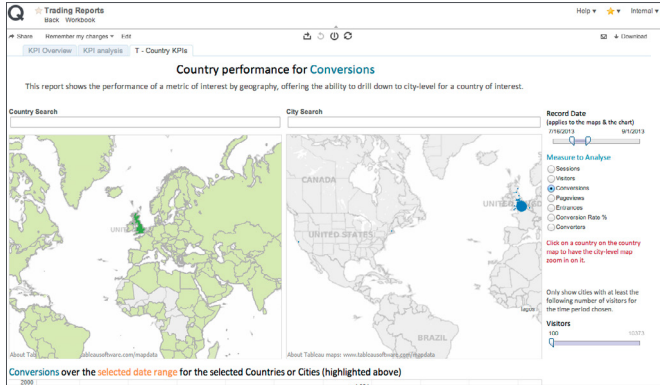 Q
Trading Reports
Back Workbook
Help Internal
Share Remember my changes Edit
Download
KPI Overview KPI analysis T - Country KPIs
Country performance for Conversions
This report shows the performance of a metric of interest by geography, offering the ability to drill down to city-level for a country of interest.
Country Search
City Search
CANADA
UNITED STATES
BRAZIL
lagos
About Tableau maps: www.tableausoftware.com/mapdata
Record Date
(applies to the maps & the chart)
7/16/2013 9/1/2013
Measure to Analyse
Sessions
Visitors
Conversions
Pageviews
Entrances
Conversion Rate %
Converters
Click on a country on the country
map to have the city-level map
zoom in on it.
Only show cities with at least the
following number of visitors for
the time period chosen.
Visitors
100 10373
Conversions over the selected date range for the selected Countries or Cities (highlighted above)
2000